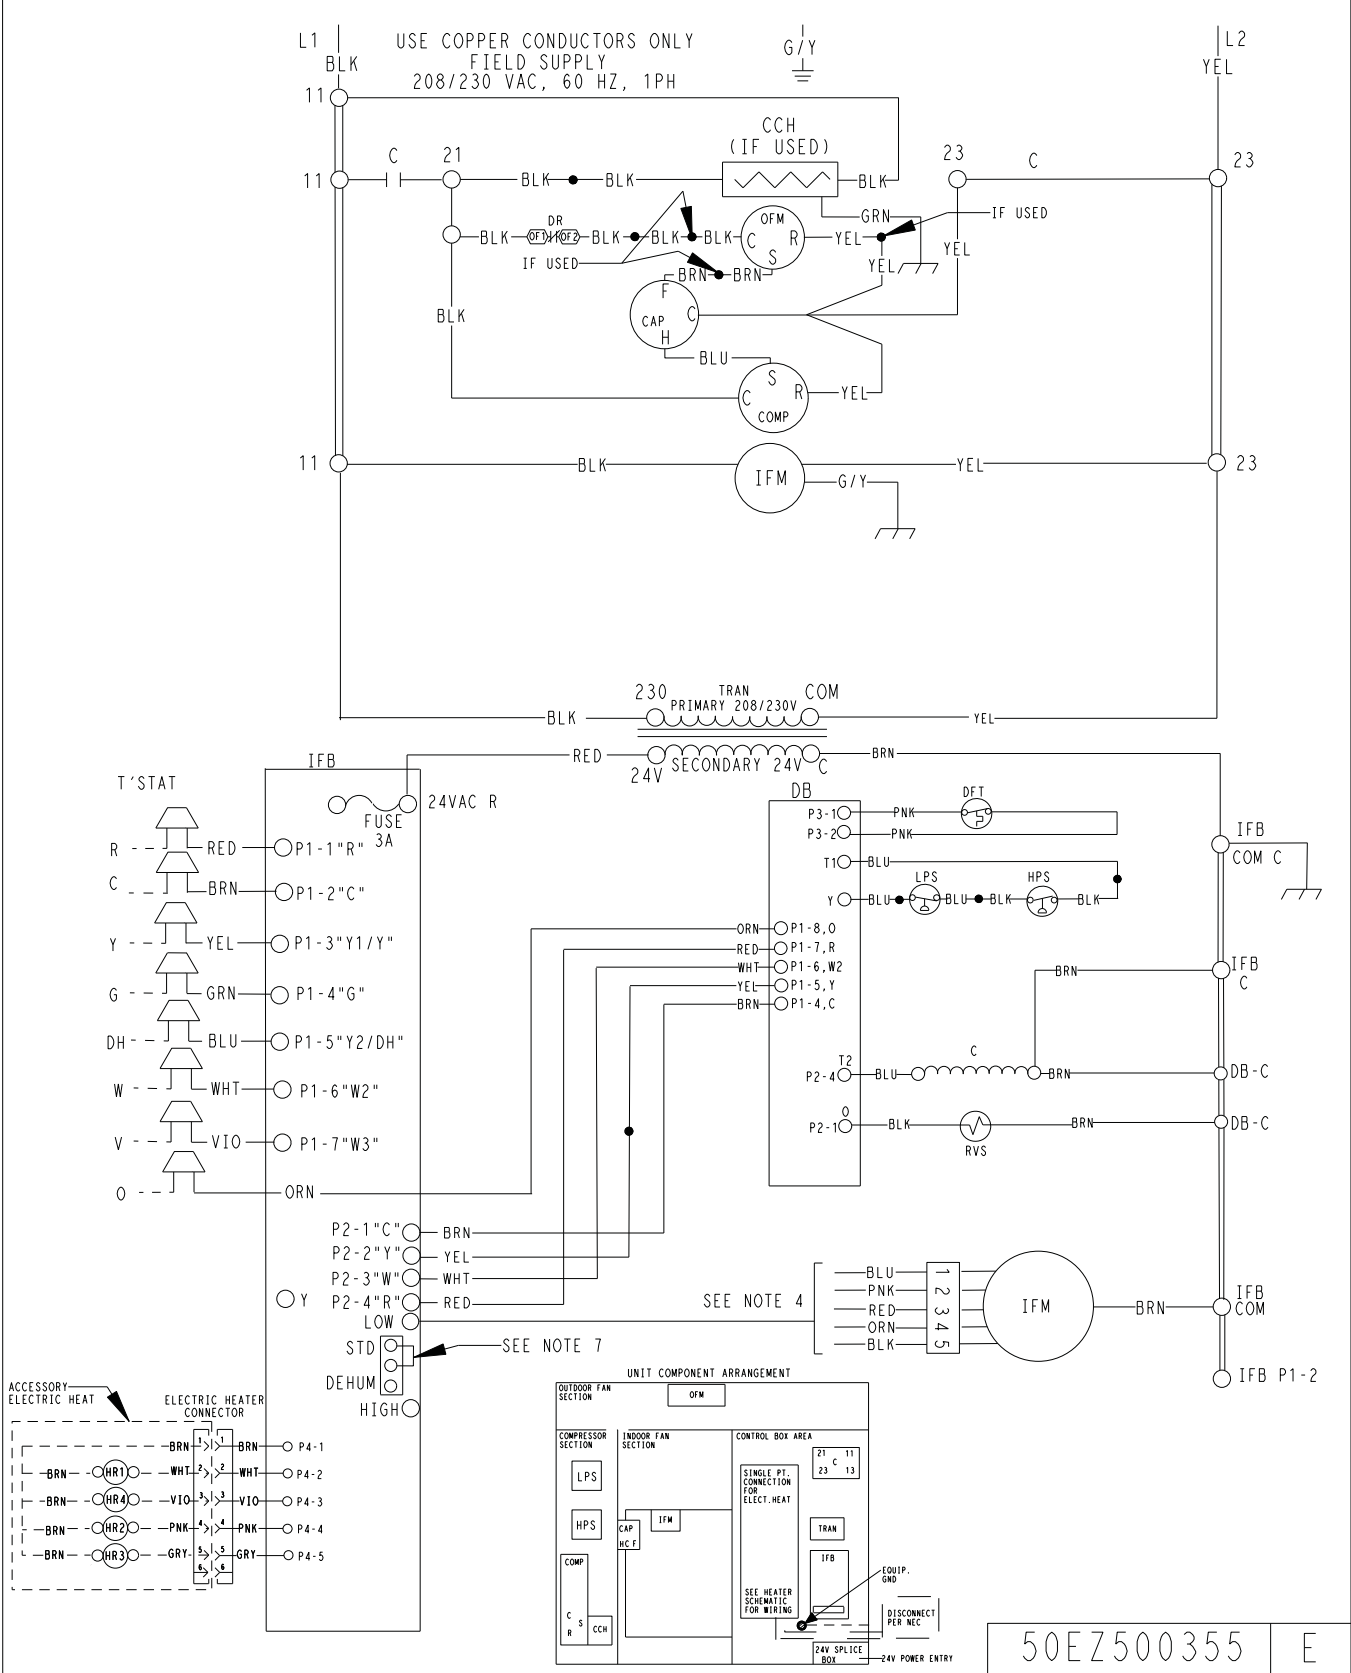 L1
BLK
USE COPPER CONDUCTORS ONLY
FIELD SUPPLY
208/230 VAC, 60 HZ, 1PH
G/Y
L2
YEL
11
CCH
(IF USED)
11
C
21
BLK
BLK
BLK
23
C
23
GRN
IF USED
BLK
OF1
DR
OF2
BLK
BLK
BLK
OFM
C
R
S
YEL
YEL
YEL
IF USED
BRN
BRN
F
CAP
C
H
BLK
BLU
S
C
R
COMP
YEL
11
BLK
IFM
YEL
23
G/Y
230
TRAN
COM
PRIMARY 208/230V
BLK
YEL
RED
24V
SECONDARY 24V
C
BRN
IFB
24VAC R
FUSE
3A
T'STAT
R
RED
P1-1"R"
C
BRN
P1-2"C"
Y
YEL
P1-3"Y1/Y"
G
GRN
P1-4"G"
DH
BLU
P1-5"Y2/DH"
W
WHT
P1-6"W2"
V
VIO
P1-7"W3"
O
ORN
DB
P3-1
PNK
DFT
P3-2
PNK
T1
BLU
Y
BLU
LPS
BLU
BLK
HPS
BLK
ORN
P1-8,O
RED
P1-7,R
WHT
P1-6,W2
YEL
P1-5,Y
BRN
P1-4,C
T2
P2-4
BLU
C
BRN
BRN
O
P2-1
BLK
RVS
BRN
IFB
COM C
IFB
C
DB-C
DB-C
IFB
COM
IFB P1-2
P2-1"C"
BRN
P2-2"Y"
YEL
P2-3"W"
WHT
P2-4"R"
RED
Y
LOW
STD
SEE NOTE 7
DEHUM
HIGH
SEE NOTE 4
BLU
1
PNK
2
RED
3
ORN
4
BLK
5
IFM
BRN
ACCESSORY
ELECTRIC HEAT
ELECTRIC HEATER
CONNECTOR
BRN
1
1
BRN
P4-1
BRN
HR1
WHT
2
2
WHT
P4-2
BRN
HR4
VIO
3
3
VIO
P4-3
BRN
HR2
PNK
4
4
PNK
P4-4
BRN
HR3
GRY
5
5
GRY
P4-5
6
6
UNIT COMPONENT ARRANGEMENT
OUTDOOR FAN
SECTION
OFM
COMPRESSOR
SECTION
INDOOR FAN
SECTION
CONTROL BOX AREA
LPS
HPS
COMP
C
S
R
CCH
CAP
H C F
IFM
SINGLE PT.
CONNECTION
FOR
ELECT.HEAT
SEE HEATER
SCHEMATIC
FOR WIRING
21
11
C
23
13
TRAN
IFB
EQUIP.
GND
DISCONNECT
PER NEC
24V SPLICE
BOX
24V POWER ENTRY
50EZ500355
E